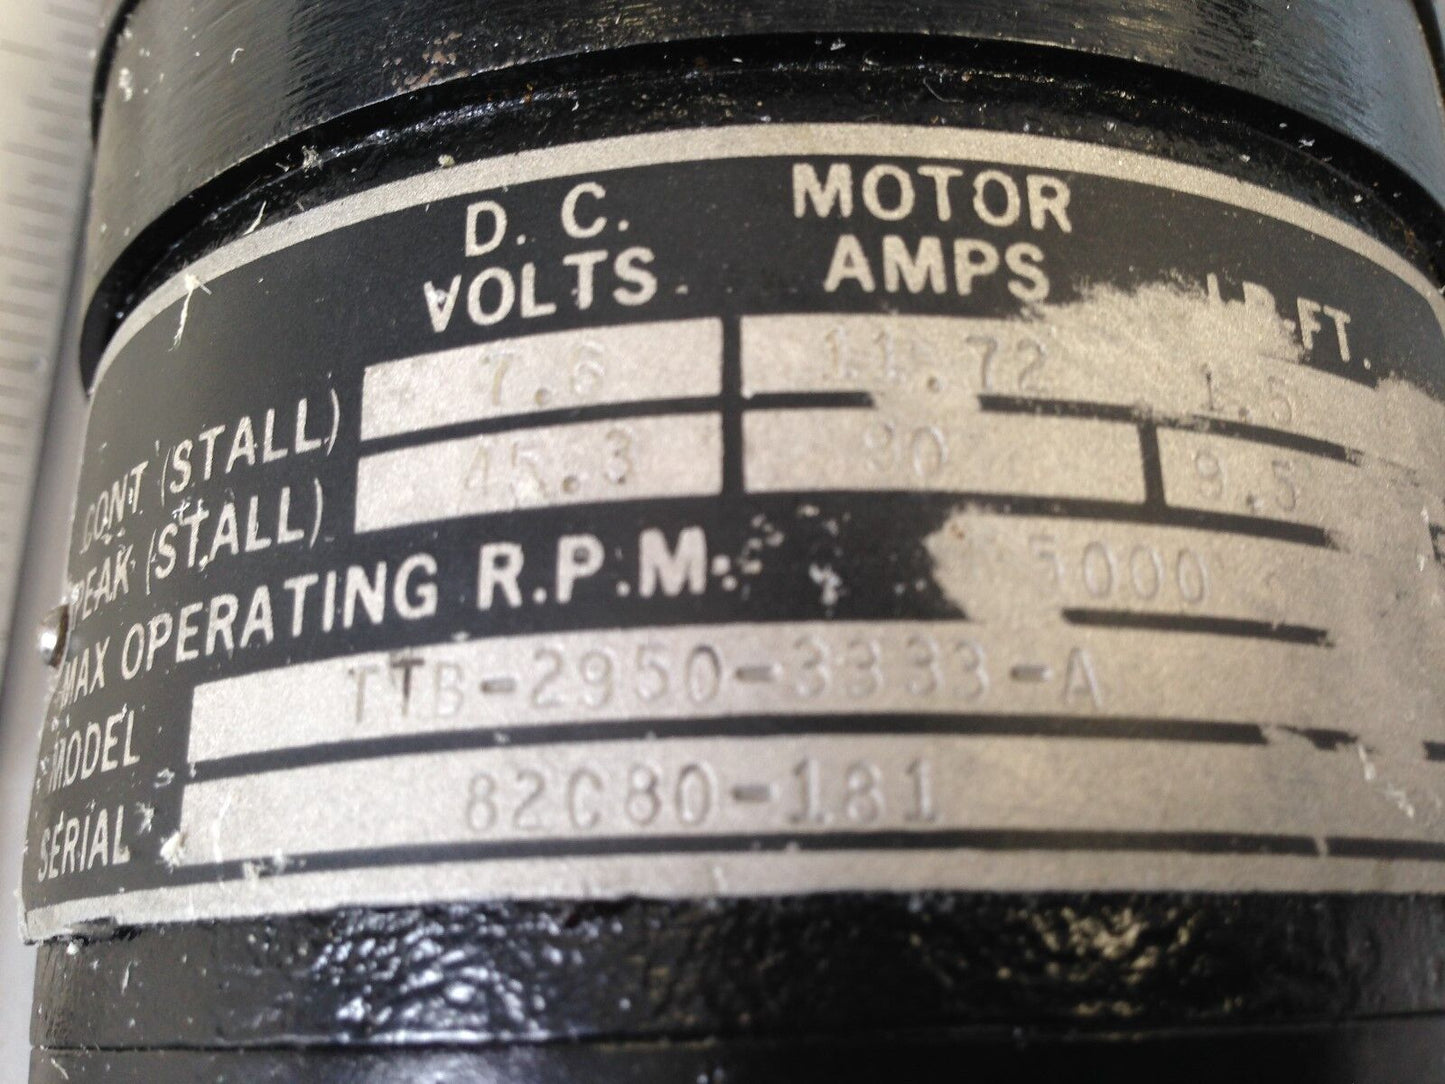 D. C. VOLTS MOTOR AMPS LB-FT.
CONT (STALL) 7.6 11.72 1.5
PEAK (STALL) 45.3 90 9.5
MAX OPERATING R.P.M. 5000
MODEL TTB-2950-3333-A
SERIAL 82C80-181